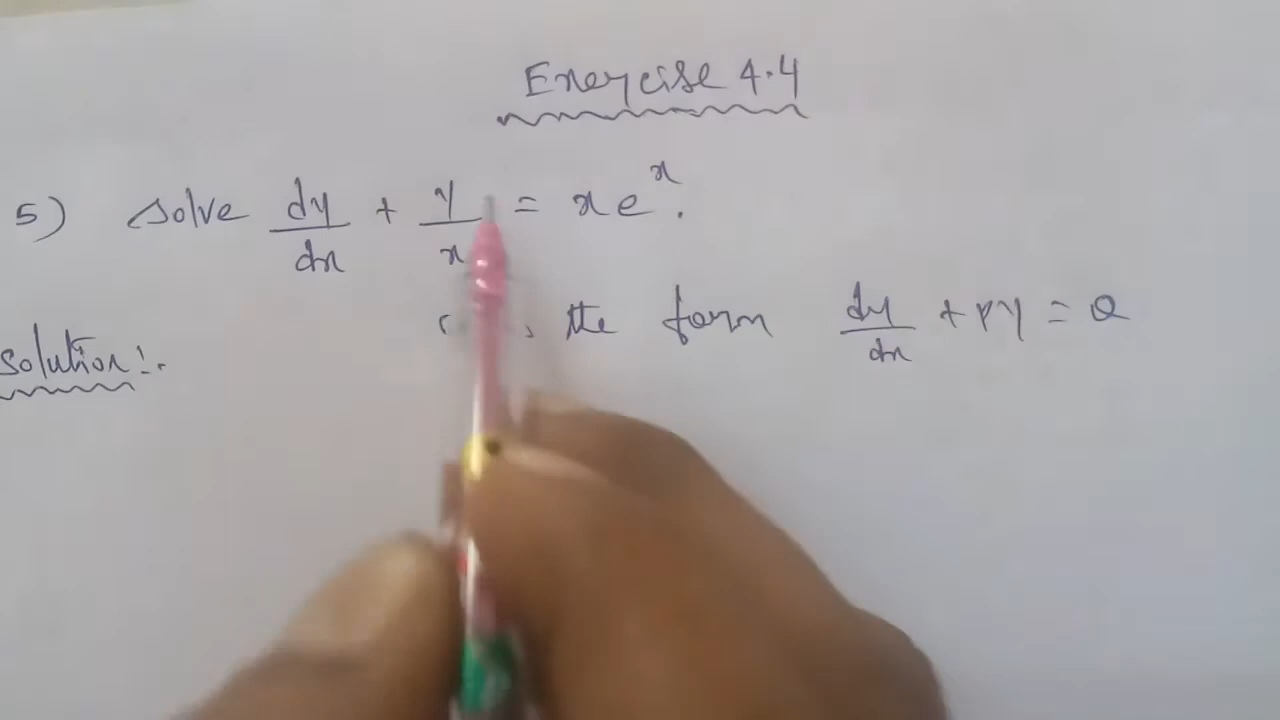 Exercise 4.4
5) Solve dy/dx + y/x = xe^x.
Solution:.
the form dy/dx + Py = Q